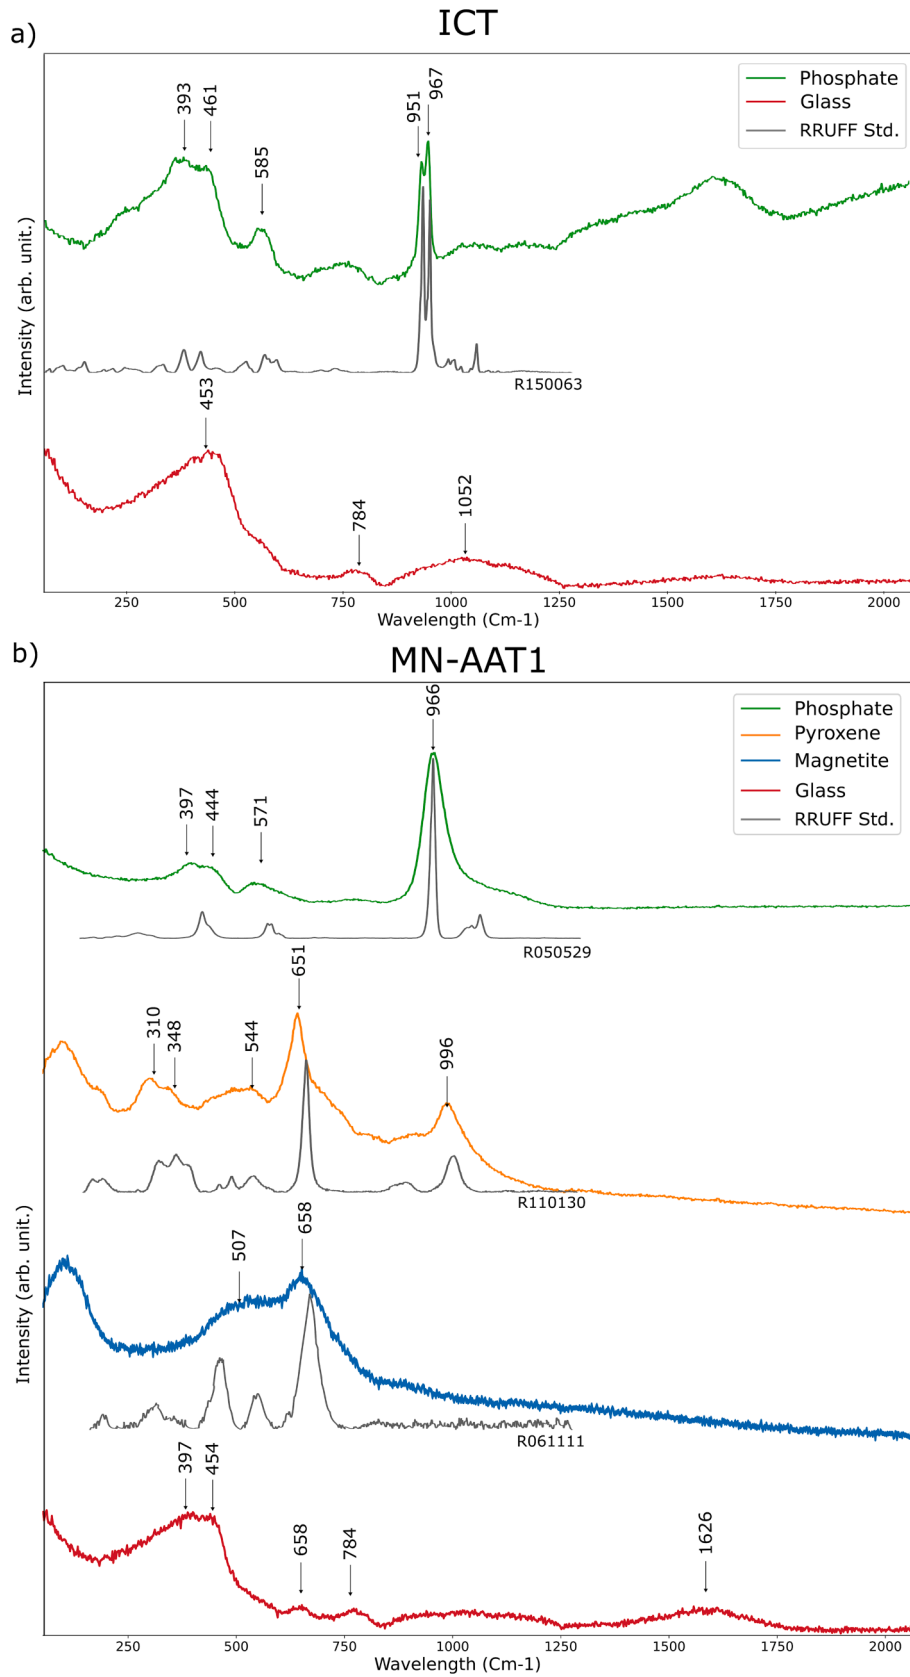 ICT
a)
393
461
585
951
967
Phosphate
Glass
RRUFF Std.
R150063
453
784
1052
Intensity (arb. unit.)
250 500 750 1000 1250 1500 1750 2000
Wavelength (Cm-1)
b)
MN-AAT1
966
397
444
571
Phosphate
Pyroxene
Magnetite
Glass
RRUFF Std.
R050529
651
310
348
544
996
R110130
507
658
R061111
397
454
658
784
1626
Intensity (arb. unit.)
250 500 750 1000 1250 1500 1750 2000
Wavelength (Cm-1)